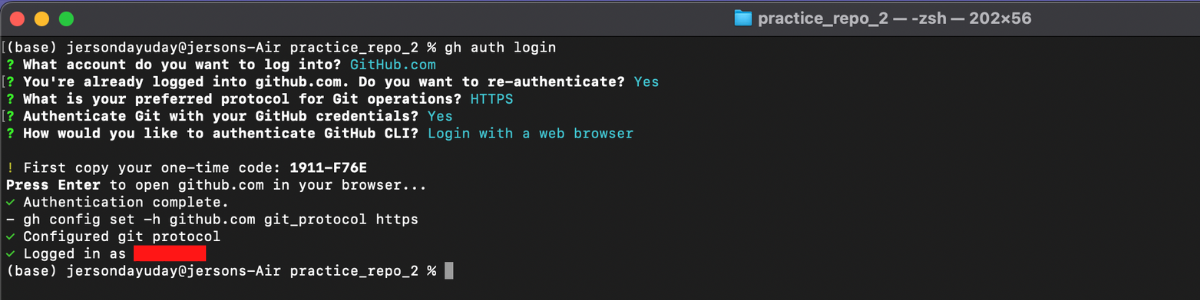 practice_repo_2 — -zsh — 202×56
[(base) jersondayuday@jersons-Air practice_repo_2 % gh auth login
? What account do you want to log into? GitHub.com
[? You're already logged into github.com. Do you want to re-authenticate? Yes
? What is your preferred protocol for Git operations? HTTPS
[? Authenticate Git with your GitHub credentials? Yes
? How would you like to authenticate GitHub CLI? Login with a web browser
! First copy your one-time code: 1911-F76E
Press Enter to open github.com in your browser...
✓ Authentication complete.
- gh config set -h github.com git_protocol https
✓ Configured git protocol
✓ Logged in as
(base) jersondayuday@jersons-Air practice_repo_2 %